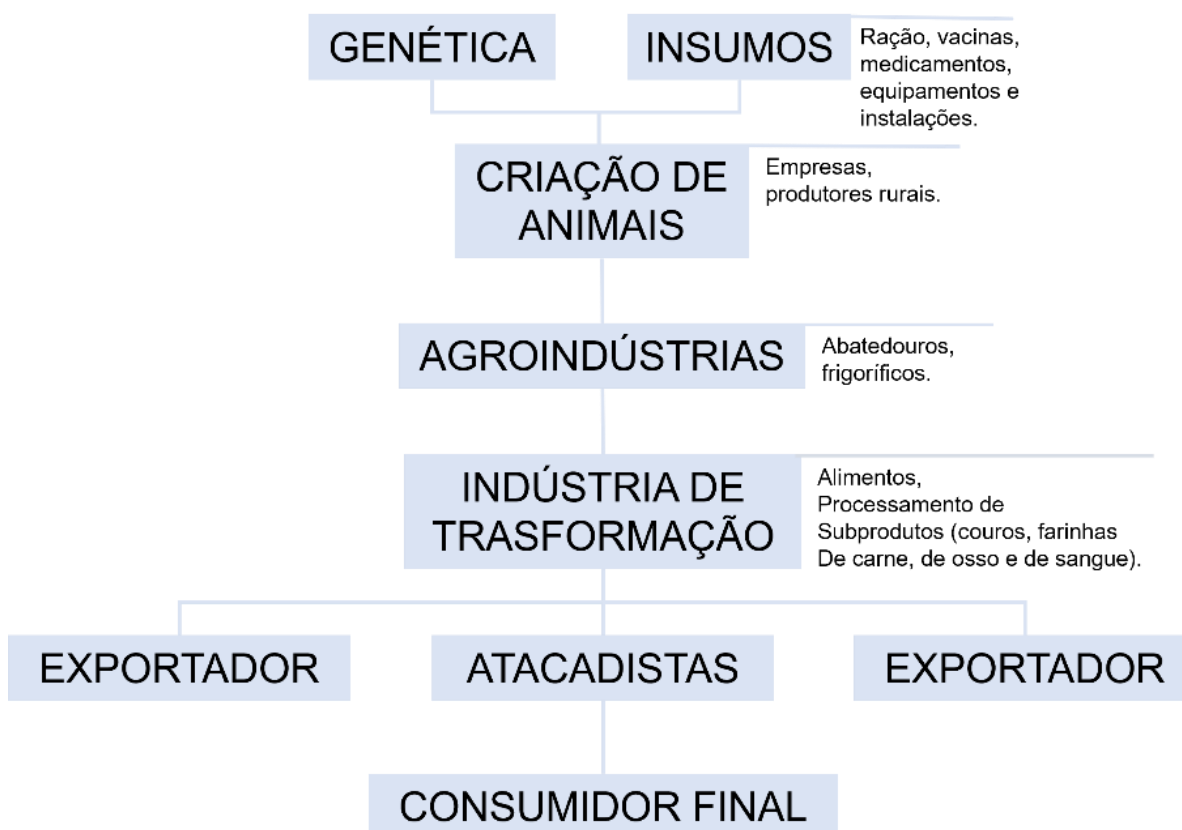 GENÉTICA
INSUMOS
Ração, vacinas,
medicamentos,
equipamentos e
instalações.
CRIAÇÃO DE
ANIMAIS
Empresas,
produtores rurais.
AGROINDÚSTRIAS
Abatedouros,
frigoríficos.
INDÚSTRIA DE
TRASFORMAÇÃO
Alimentos,
Processamento de
Subprodutos (couros, farinhas
De carne, de osso e de sangue).
EXPORTADOR
ATACADISTAS
EXPORTADOR
CONSUMIDOR FINAL